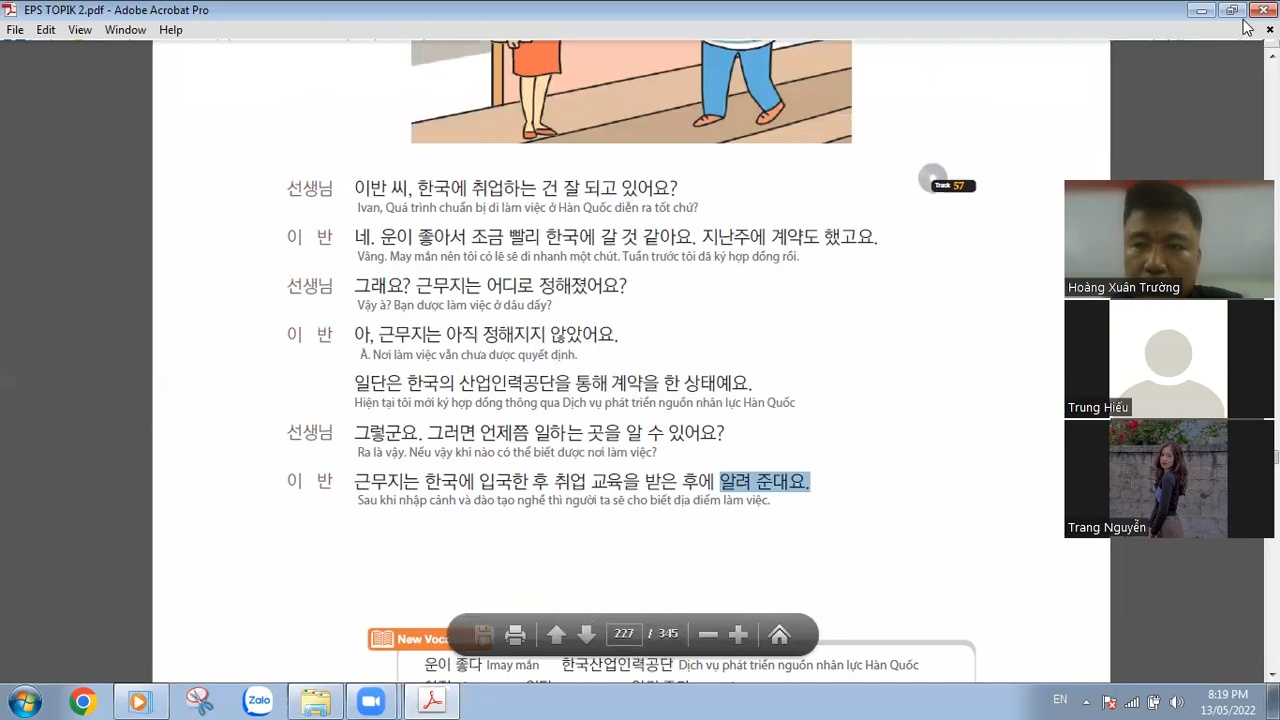 EPS TOPIK 2.pdf - Adobe Acrobat Pro
File Edit View Window Help
Track 57
선생님 이반 씨, 한국에 취업하는 건 잘 되고 있어요?
Ivan, Quá trình chuẩn bị đi làm việc ở Hàn Quốc diễn ra tốt chứ?
이 반 네. 운이 좋아서 조금 빨리 한국에 갈 것 같아요. 지난주에 계약도 했고요.
Vâng. May mắn nên tôi có lẽ sẽ đi nhanh một chút. Tuần trước tôi đã ký hợp đồng rồi.
선생님 그래요? 근무지는 어디로 정해졌어요?
Vậy à? Bạn được làm việc ở đâu đấy?
이 반 아, 근무지는 아직 정해지지 않았어요.
À. Nơi làm việc vẫn chưa được quyết định.
일단은 한국의 산업인력공단을 통해 계약을 한 상태예요.
Hiện tại tôi mới ký hợp đồng thông qua Dịch vụ phát triển nguồn nhân lực Hàn Quốc
선생님 그렇군요. 그러면 언제쯤 일하는 곳을 알 수 있어요?
Ra là vậy. Nếu vậy khi nào có thể biết được nơi làm việc?
이 반 근무지는 한국에 입국한 후 취업 교육을 받은 후에 알려 준대요.
Sau khi nhập cảnh và đào tạo nghề thì người ta sẽ cho biết địa điểm làm việc.
Hoàng Xuân Trường
Trung Hiếu
Trang Nguyễn
New Voca
227 / 345
운이 좋다 may mắn 한국산업인력공단 Dịch vụ phát triển nguồn nhân lực Hàn Quốc
Zalo
EN
8:19 PM
13/05/2022